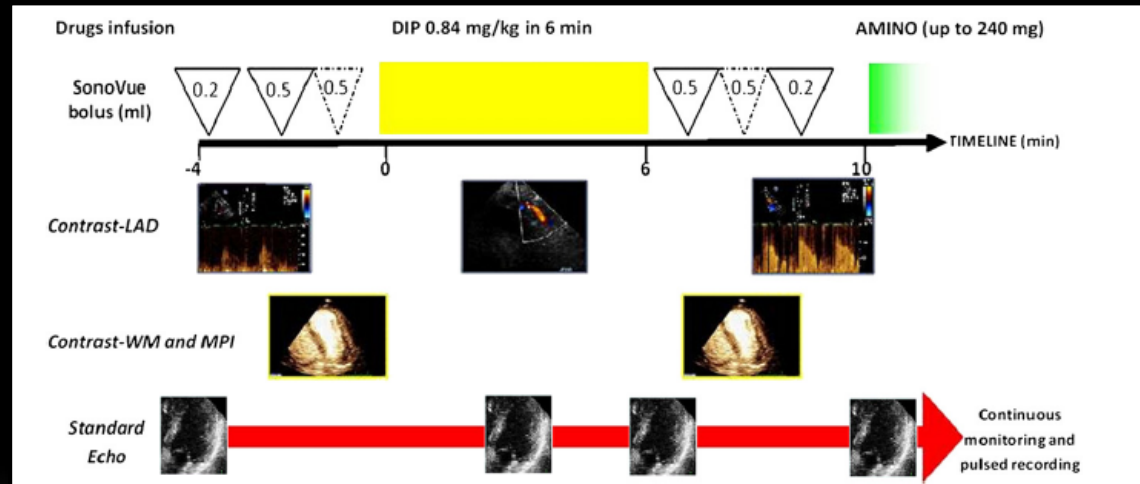 Drugs infusion
DIP 0.84 mg/kg in 6 min
AMINO (up to 240 mg)
SonoVue
bolus (ml)
0.2 0.5 0.5 0.5 0.5 0.2
TIMELINE (min)
-4 0 6 10
Contrast-LAD
Contrast-WM and MPI
Standard
Echo
Continuous
monitoring and
pulsed recording